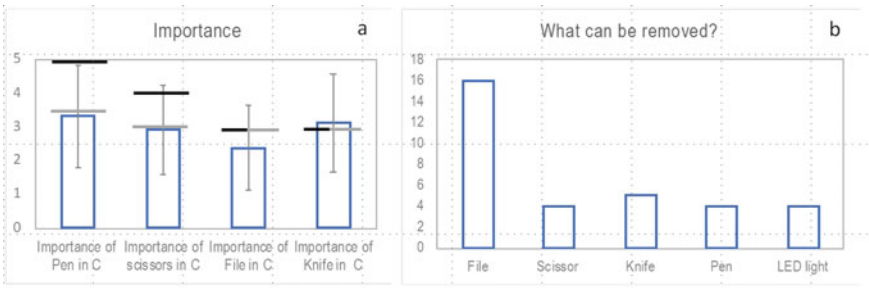 Importance
a
5
4
3
2
1
0
Importance of
Pen in C
Importance of
scissors in C
Importance of
File in C
Importance of
Knife in C
What can be removed?
b
18
16
14
12
10
8
6
4
2
0
File
Scissor
Knife
Pen
LED light